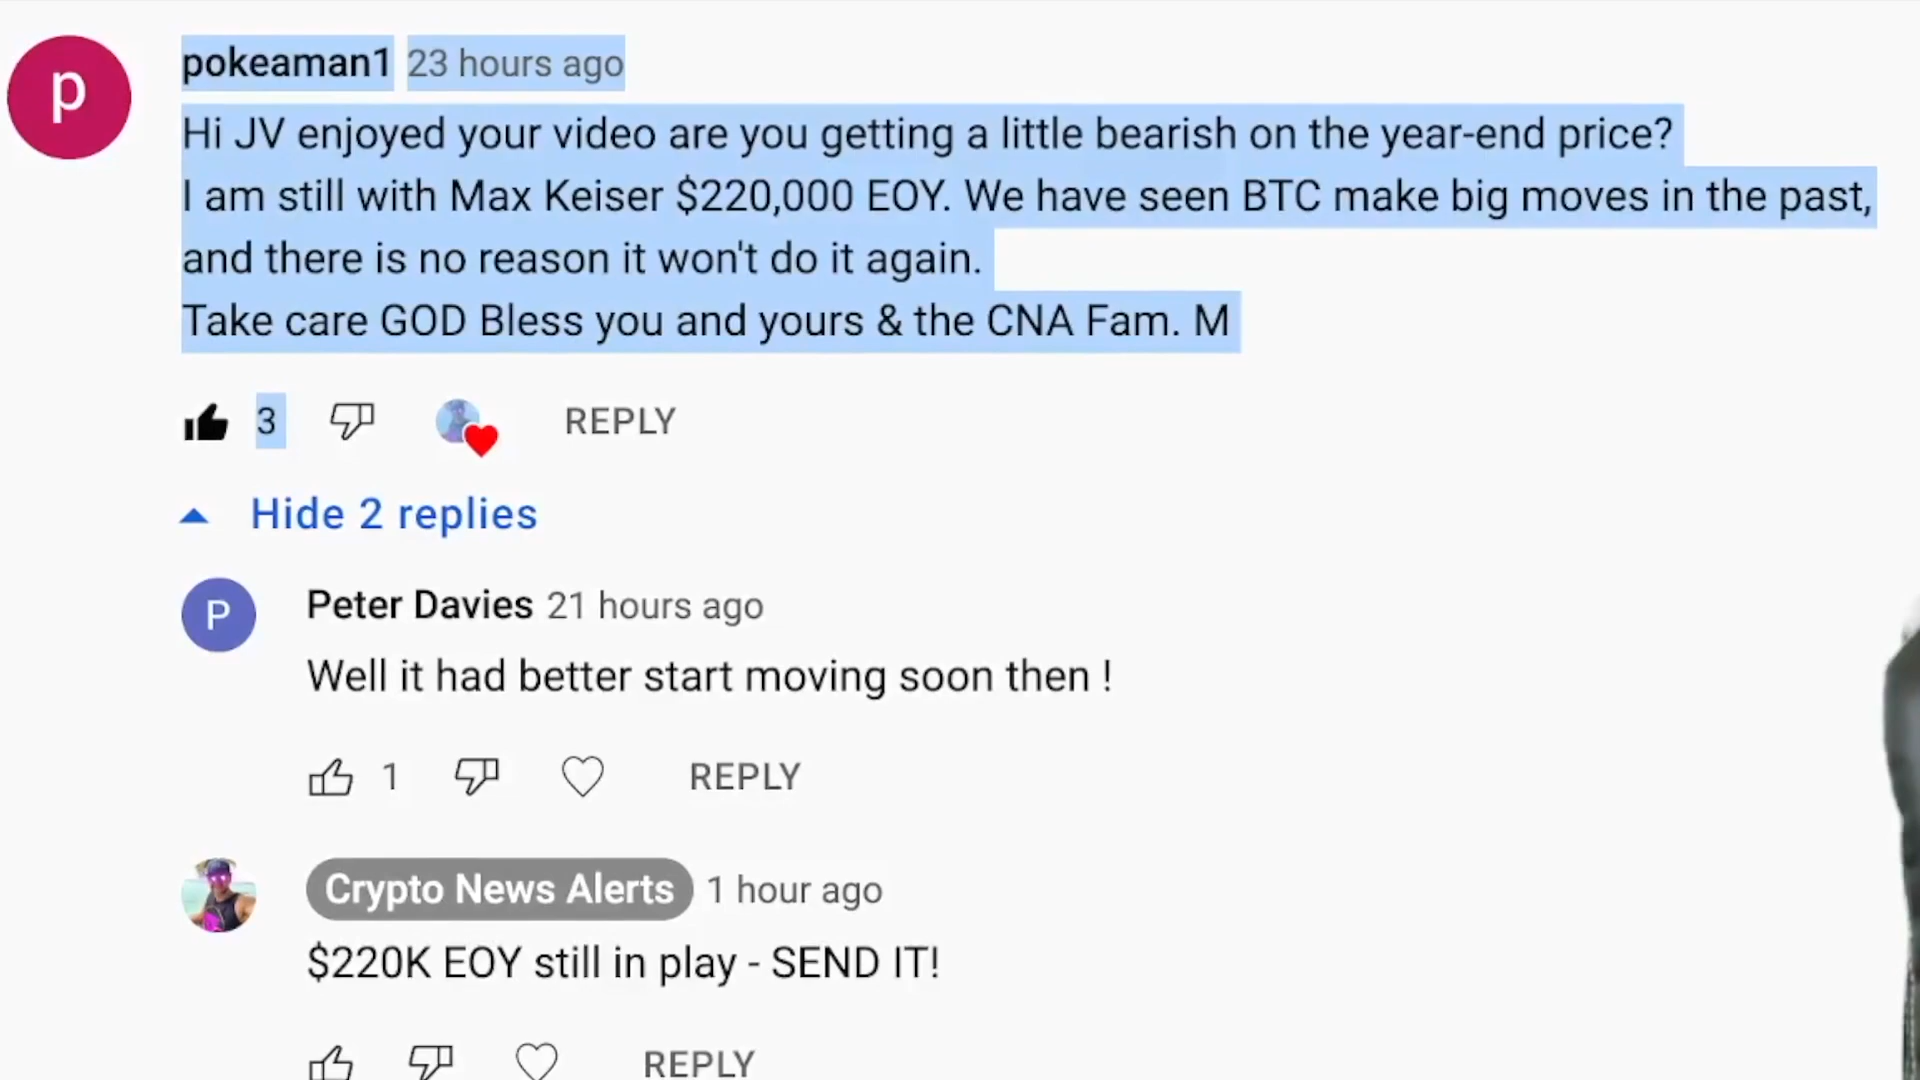 p
pokeaman1 23 hours ago
Hi JV enjoyed your video are you getting a little bearish on the year-end price?
I am still with Max Keiser $220,000 EOY. We have seen BTC make big moves in the past,
and there is no reason it won't do it again.
Take care GOD Bless you and yours & the CNA Fam. M
3 REPLY
Hide 2 replies
P
Peter Davies 21 hours ago
Well it had better start moving soon then !
1 REPLY
Crypto News Alerts 1 hour ago
$220K EOY still in play - SEND IT!
REPLY